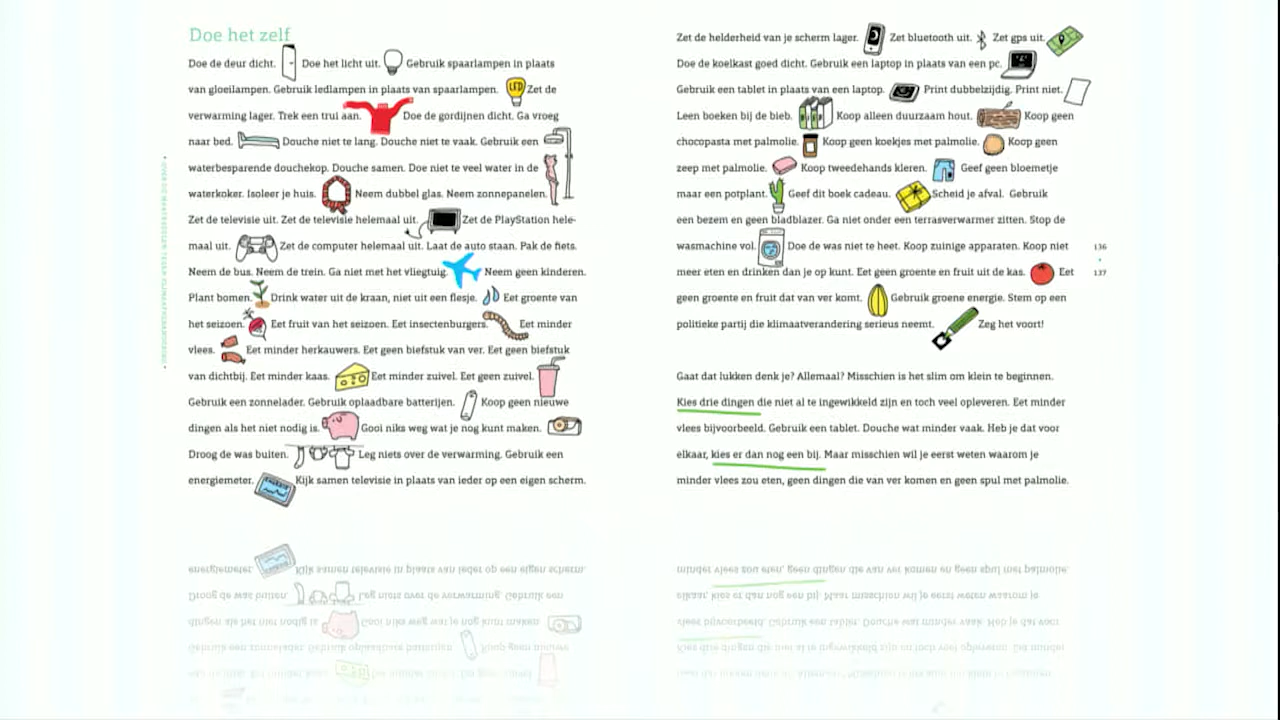 Doe het zelf
Doe de deur dicht. Doe het licht uit. Gebruik spaarlampen in plaats
van gloeilampen. Gebruik ledlampen in plaats van spaarlampen. LED Zet de
verwarming lager. Trek een trui aan. Doe de gordijnen dicht. Ga vroeg
naar bed. Douche niet te lang. Douche niet te vaak. Gebruik een
waterbesparende douchekop. Douche samen. Doe niet te veel water in de
waterkoker. Isoleer je huis. Neem dubbel glas. Neem zonnepanelen.
Zet de televisie uit. Zet de televisie helemaal uit. Zet de PlayStation hele-
maal uit. Zet de computer helemaal uit. Laat de auto staan. Pak de fiets.
Neem de bus. Neem de trein. Ga niet met het vliegtuig. Neem geen kinderen.
Plant bomen. Drink water uit de kraan, niet uit een flesje. Eet groente van
het seizoen. Eet fruit van het seizoen. Eet insectenburgers. Eet minder
vlees. Eet minder herkauwers. Eet geen biefstuk van ver. Eet geen biefstuk
van dichtbij. Eet minder kaas. Eet minder zuivel. Eet geen zuivel.
Gebruik een zonnelader. Gebruik oplaadbare batterijen. Koop geen nieuwe
dingen als het niet nodig is. Gooi niks weg wat je nog kunt maken.
Droog de was buiten. Leg niets over de verwarming. Gebruik een
energiemeter. Kijk samen televisie in plaats van ieder op een eigen scherm.
Zet de helderheid van je scherm lager. Zet bluetooth uit. Zet gps uit.
Doe de koelkast goed dicht. Gebruik een laptop in plaats van een pc.
Gebruik een tablet in plaats van een laptop. Print dubbelzijdig. Print niet.
Leen boeken bij de bieb. Koop alleen duurzaam hout. Koop geen
chocopasta met palmolie. Koop geen koekjes met palmolie. Koop geen
zeep met palmolie. Koop tweedehands kleren. Geef geen bloemetje
maar een potplant. Geef dit boek cadeau. Scheid je afval. Gebruik
een bezem en geen bladblazer. Ga niet onder een terrasverwarmer zitten. Stop de
wasmachine vol. Doe de was niet te heet. Koop zuinige apparaten. Koop niet
meer eten en drinken dan je op kunt. Eet geen groente en fruit uit de kas. Eet
geen groente en fruit dat van ver komt. Gebruik groene energie. Stem op een
politieke partij die klimaatverandering serieus neemt. Zeg het voort!
Gaat dat lukken denk je? Allemaal? Misschien is het slim om klein te beginnen.
Kies drie dingen die niet al te ingewikkeld zijn en toch veel opleveren. Eet minder
vlees bijvoorbeeld. Gebruik een tablet. Douche wat minder vaak. Heb je dat voor
elkaar, kies er dan nog een bij. Maar misschien wil je eerst weten waarom je
minder vlees zou eten, geen dingen die van ver komen en geen spul met palmolie.
136
137